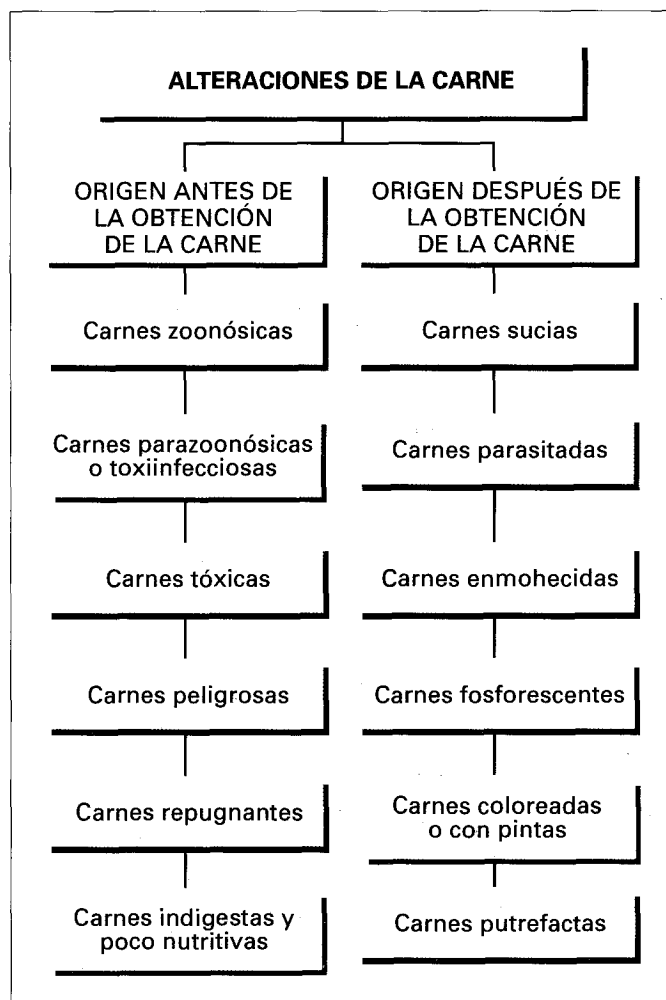 ALTERACIONES DE LA CARNE
ORIGEN ANTES DE
LA OBTENCIÓN
DE LA CARNE
Carnes zoonósicas
Carnes parazoonósicas
o toxiinfecciosas
Carnes tóxicas
Carnes peligrosas
Carnes repugnantes
Carnes indigestas y
poco nutritivas
ORIGEN DESPUÉS DE
LA OBTENCIÓN
DE LA CARNE
Carnes sucias
Carnes parasitadas
Carnes enmohecidas
Carnes fosforescentes
Carnes coloreadas
o con pintas
Carnes putrefactas